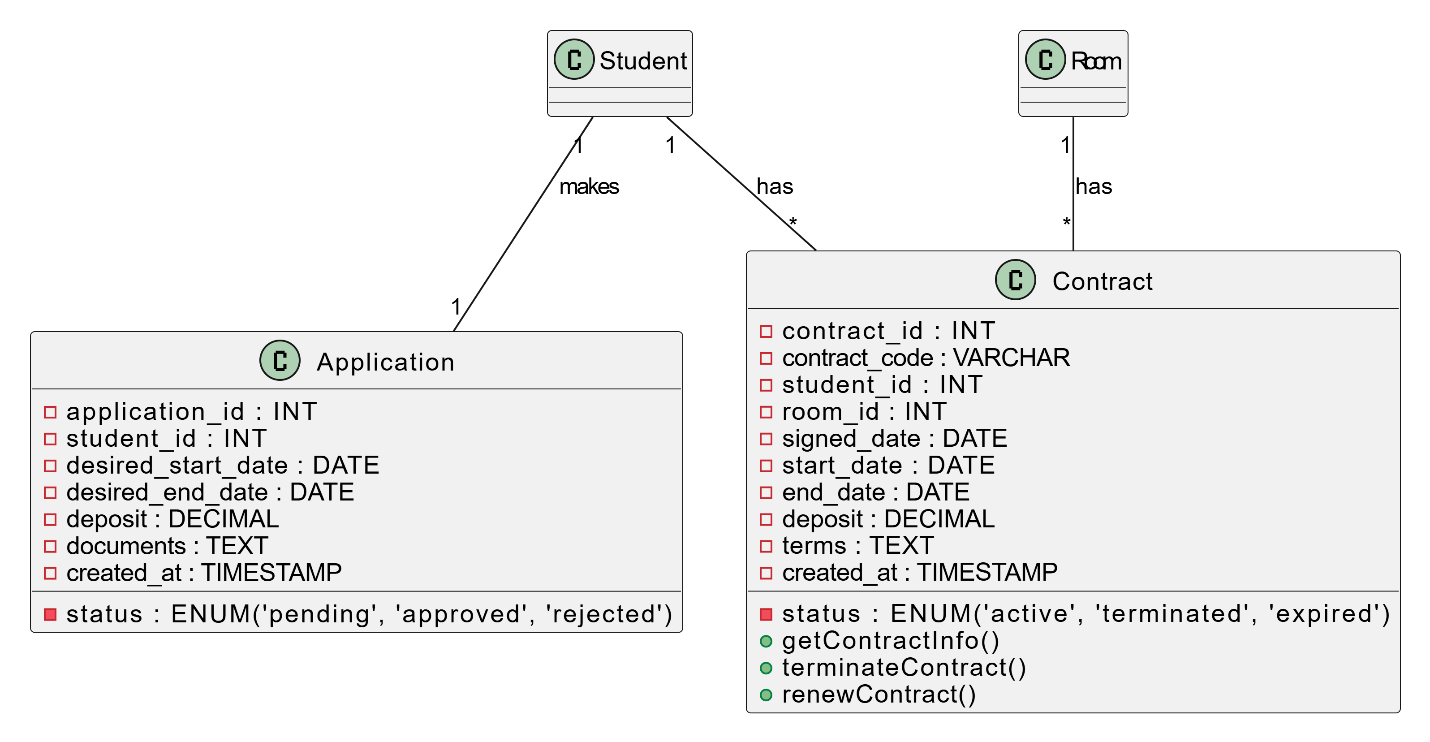 C Student
C Room
1
1
1
makes
has
has
*
*
1
C Application
application_id : INT
student_id : INT
desired_start_date : DATE
desired_end_date : DATE
deposit : DECIMAL
documents : TEXT
created_at : TIMESTAMP
status : ENUM('pending', 'approved', 'rejected')
C Contract
contract_id : INT
contract_code : VARCHAR
student_id : INT
room_id : INT
signed_date : DATE
start_date : DATE
end_date : DATE
deposit : DECIMAL
terms : TEXT
created_at : TIMESTAMP
status : ENUM('active', 'terminated', 'expired')
getContractInfo()
terminateContract()
renewContract()